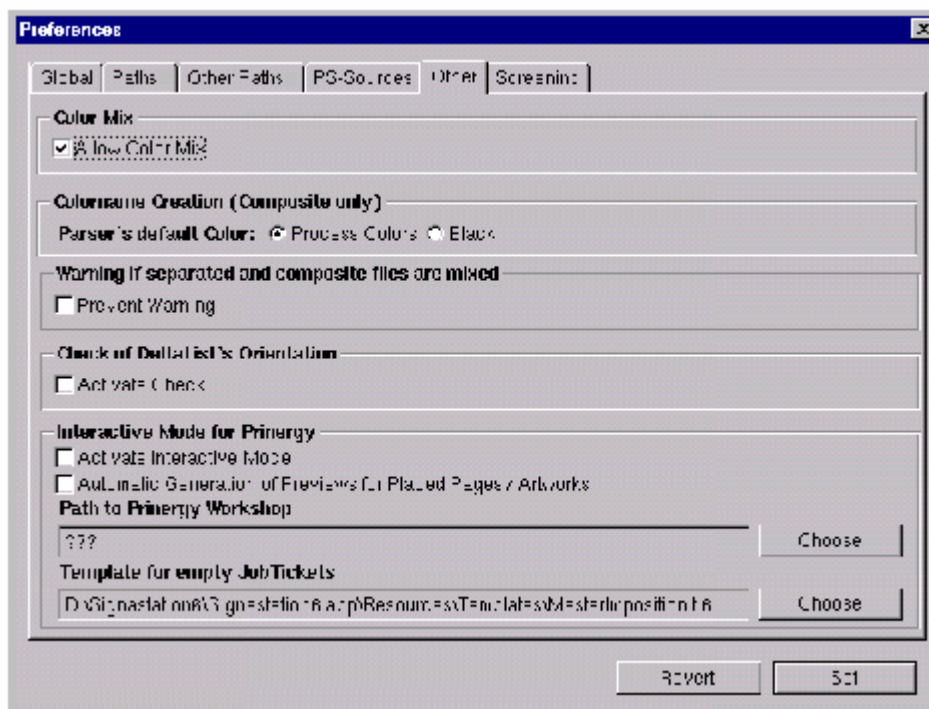 Preferences
Global Paths Other Paths PS-Sources Other Screening
Color Mix
Allow Color Mix
Colorname Creation (Composite only)
Parser's default Color: Process Colors Black
Warning if separated and composite files are mixed
Prevent Warning
Check of DeltaList's Orientation
Activate Check
Interactive Mode for Prinergy
Activate Interactive Mode
Automatic Generation of Previews for Placed Pages / Artworks
Path to Prinergy Workshop
???
Choose
Template for empty JobTickets
Choose
Revert Set